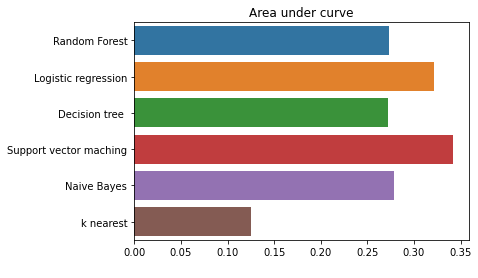 Area under curve
Random Forest
Logistic regression
Decision tree
Support vector maching
Naive Bayes
k nearest
0.00 0.05 0.10 0.15 0.20 0.25 0.30 0.35